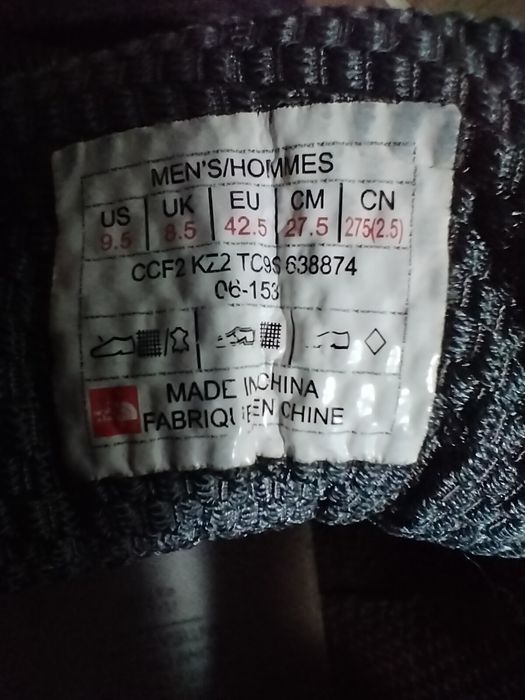 MEN'S/HOMMES
US UK EU CM CN
9.5 8.5 42.5 27.5 275(2.5)
CCF2 KZ2 TC9S 638874
06-153
MADE IN CHINA
FABRIQUE EN CHINE